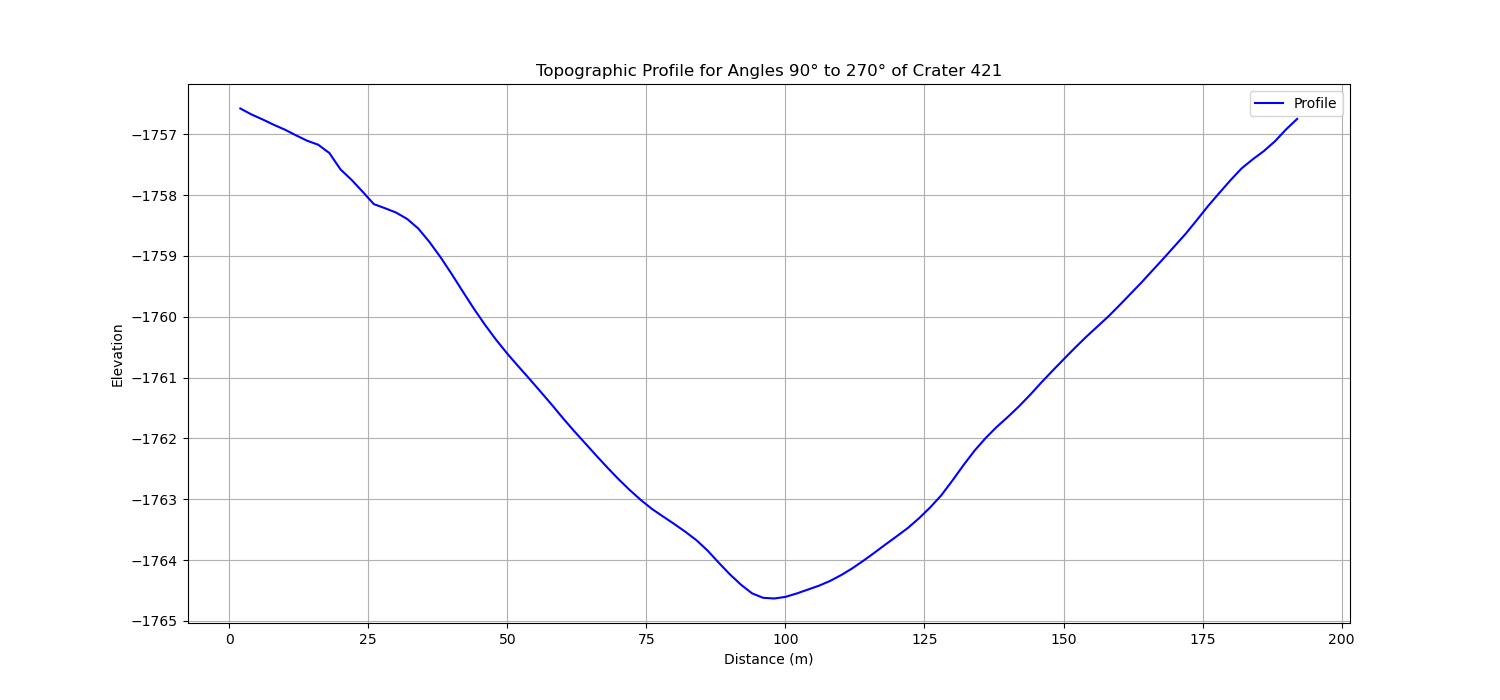 Topographic Profile for Angles 90° to 270° of Crater 421
Profile
−1757
−1758
−1759
−1760
−1761
−1762
−1763
−1764
−1765
Elevation
0 25 50 75 100 125 150 175 200
Distance (m)